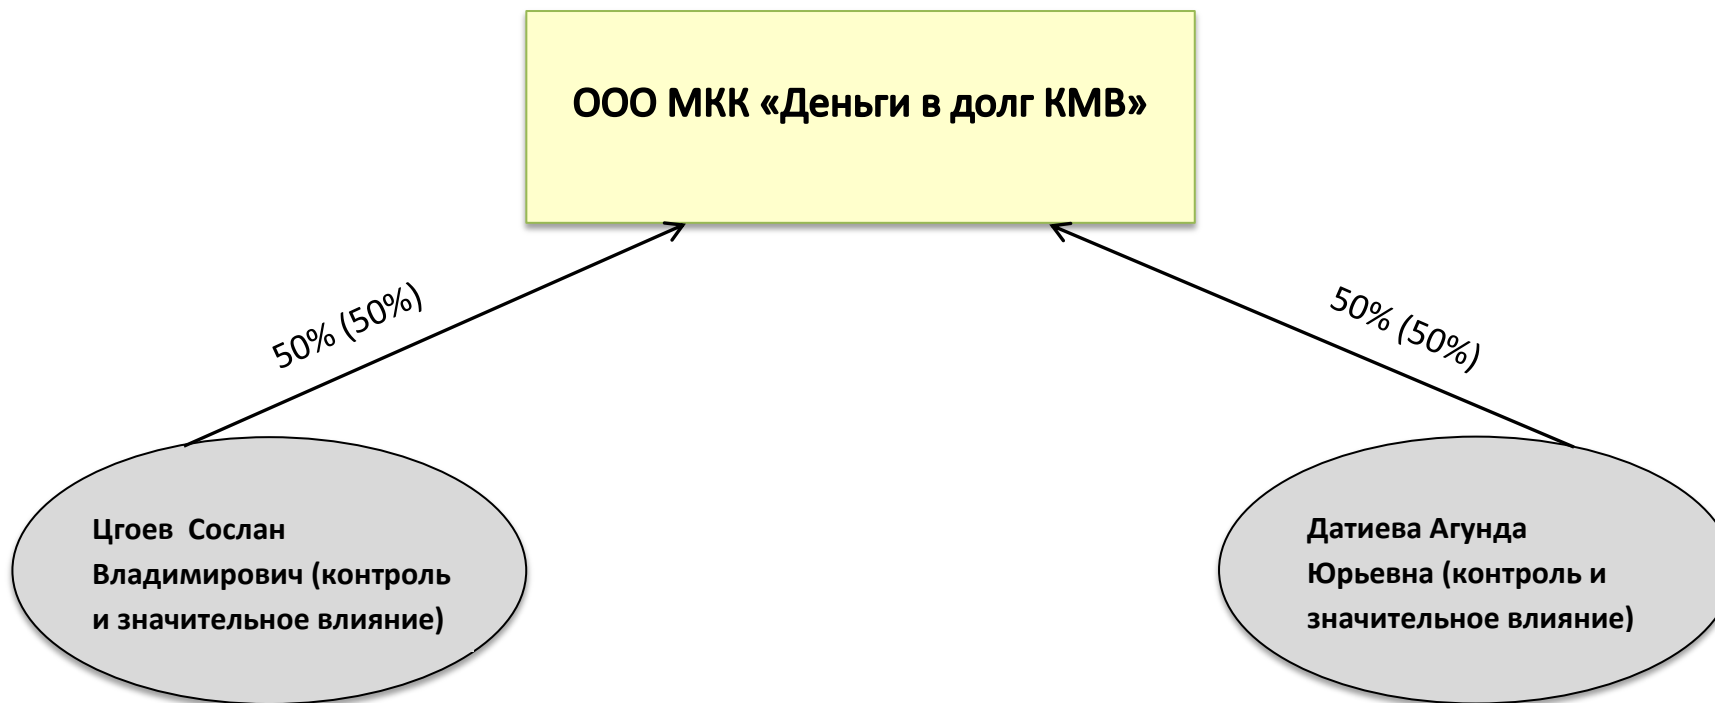 ООО МКК «Деньги в долг КМВ»
50% (50%)
50% (50%)
Цгоев Сослан
Владимирович (контроль
и значительное влияние)
Датиева Агунда
Юрьевна (контроль и
значительное влияние)